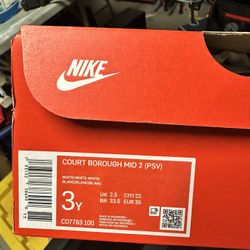 NIKE
COURT BOROUGH MID 2 (PSV)
WHITE/WHITE-WHITE
BLANC/BLANC/BLANC
3Y
UK 2.5 CITI 22
BR 33.5 EUR 35
CD7783 100